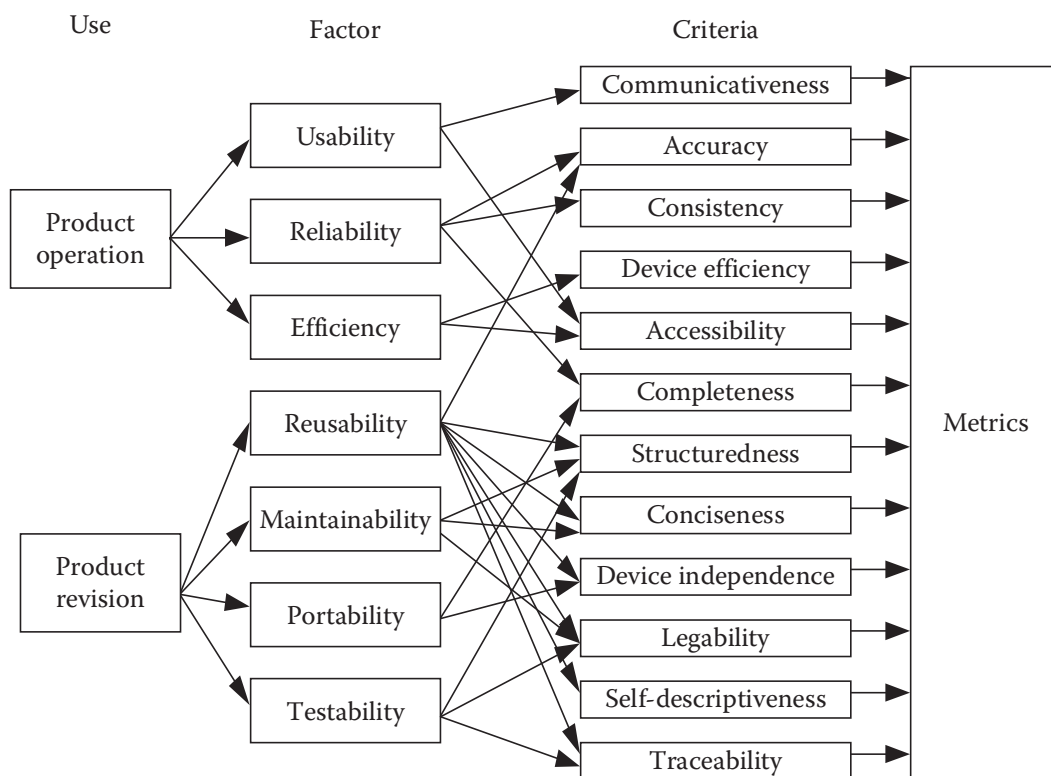 Use
Factor
Criteria
Product
operation
Product
revision
Usability
Reliability
Efficiency
Reusability
Maintainability
Portability
Testability
Communicativeness
Accuracy
Consistency
Device efficiency
Accessibility
Completeness
Structuredness
Conciseness
Device independence
Legability
Self-descriptiveness
Traceability
Metrics